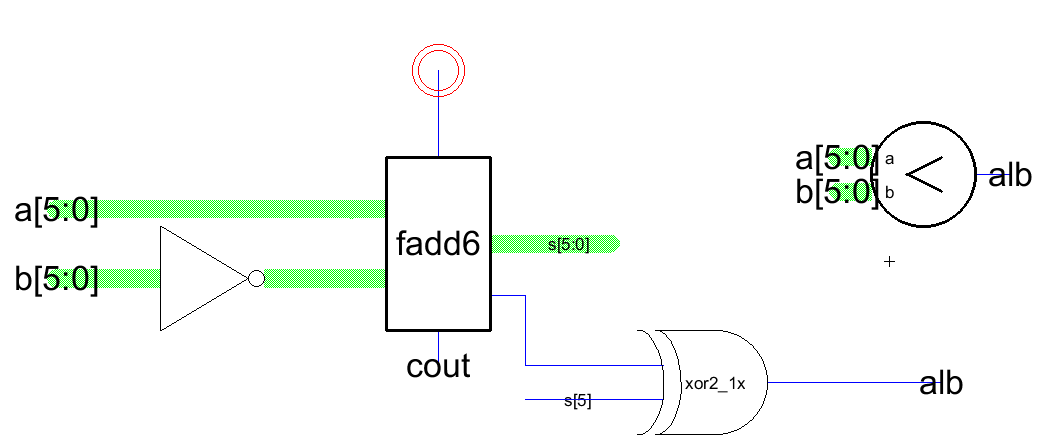 a[5:0] a
b[5:0] b
alb
a[5:0]
b[5:0]
fadd6
s[5:0]
cout
s[5]
xor2_1x
alb